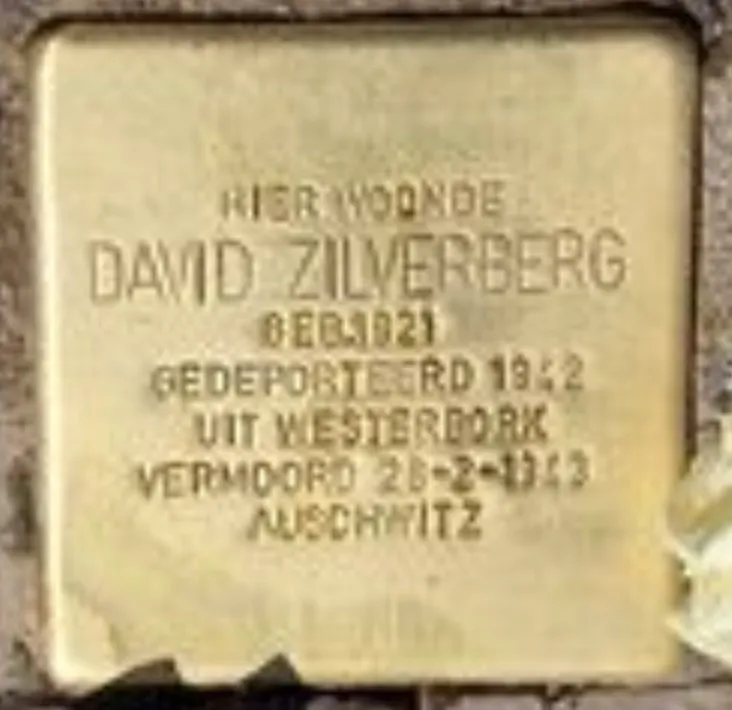 HIER WOONDE
DAVID ZILVERBERG
GEB.1921
GEDEPORTEERD 1942
UIT WESTERBORK
VERMOORD 28-2-1943
AUSCHWITZ